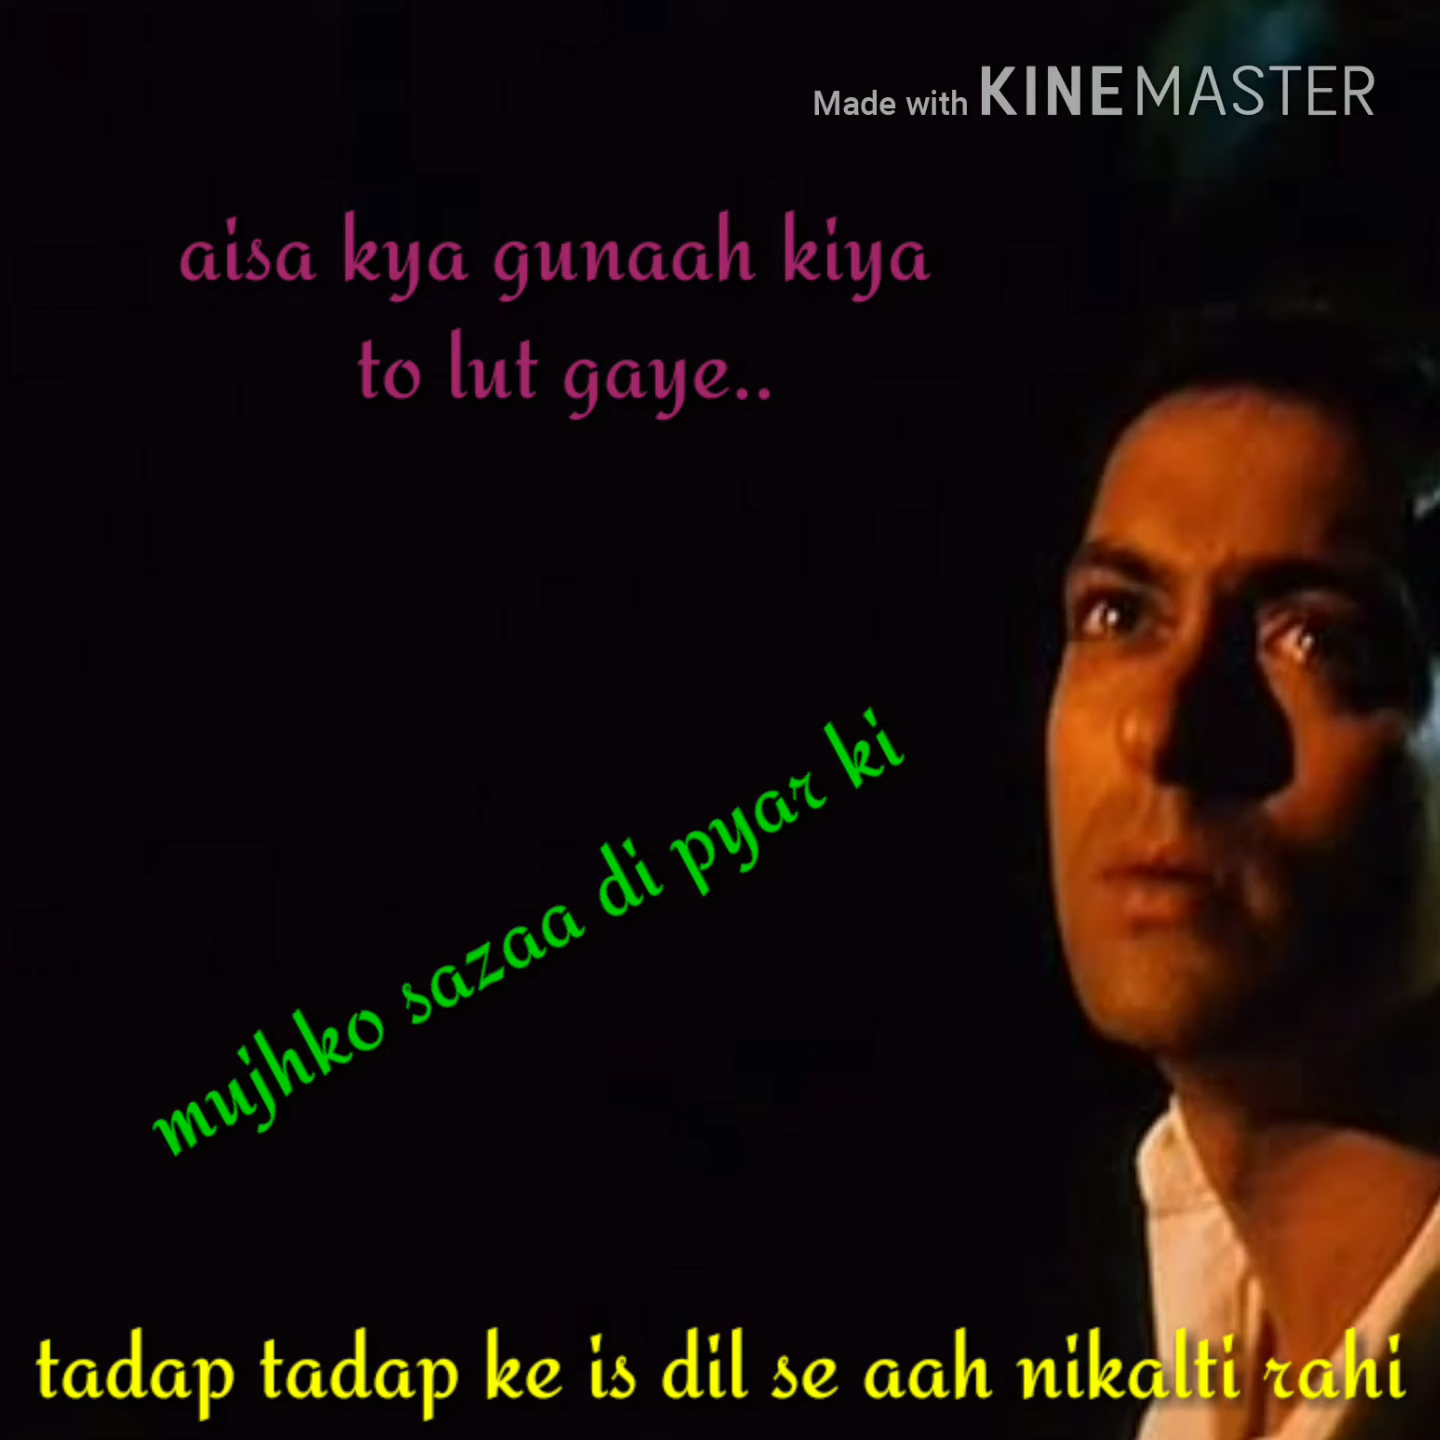 Made with KINEMASTER
aisa kya gunaah kiya
to lut gaye..
mujhko sazaa di pyar ki
tadap tadap ke is dil se aah nikalti rahi